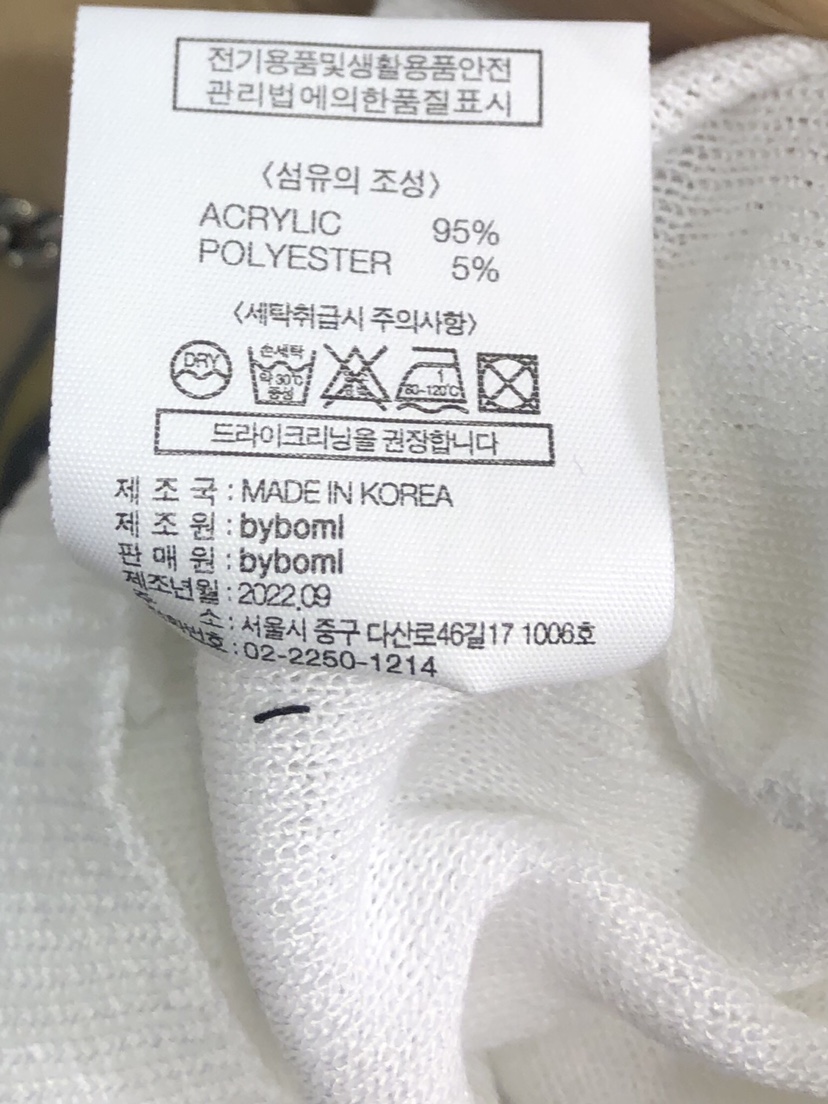 전기용품및생활용품안전
관리법에의한품질표시
<섬유의 조성>
ACRYLIC 95%
POLYESTER 5%
<세탁취급시 주의사항>
DRY
손세탁
약30℃
중성
1
80-120℃
드라이크리닝을 권장합니다
제 조 국 : MADE IN KOREA
제 조 원 : byboml
판 매 원 : byboml
제조년월 : 2022.09
소 : 서울시 중구 다산로46길17 1006호
번호 : 02-2250-1214